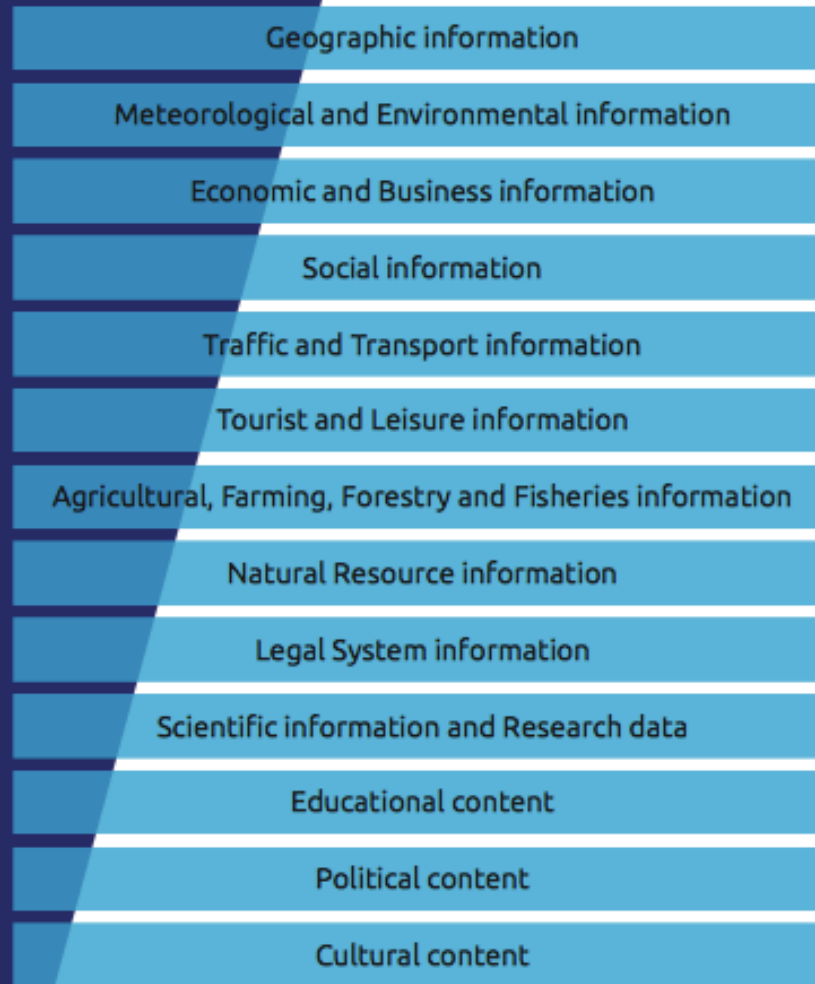 Geographic information
Meteorological and Environmental information
Economic and Business information
Social information
Traffic and Transport information
Tourist and Leisure information
Agricultural, Farming, Forestry and Fisheries information
Natural Resource information
Legal System information
Scientific information and Research data
Educational content
Political content
Cultural content